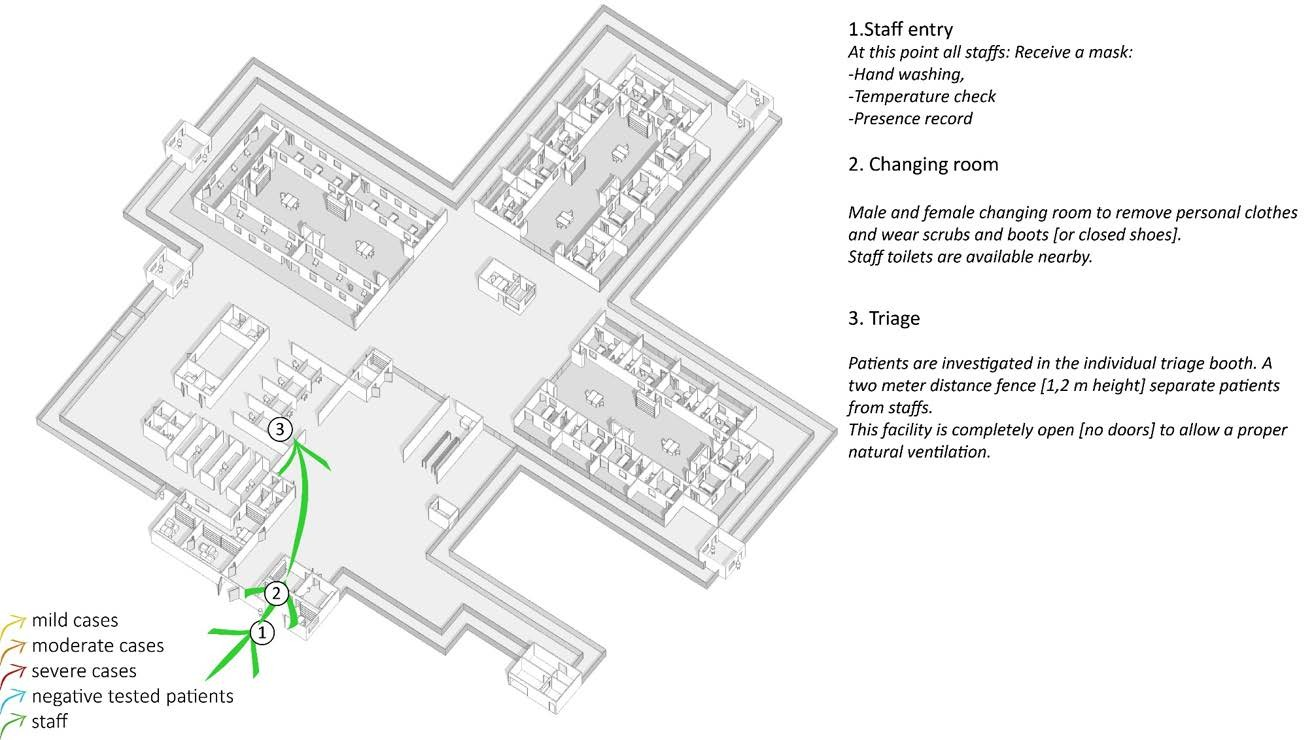 1.Staff entry
At this point all staffs: Receive a mask:
-Hand washing,
-Temperature check
-Presence record
2. Changing room
Male and female changing room to remove personal clothes
and wear scrubs and boots [or closed shoes].
Staff toilets are available nearby.
3. Triage
Patients are investigated in the individual triage booth. A
two meter distance fence [1,2 m height] separate patients
from staffs.
This facility is completely open [no doors] to allow a proper
natural ventilation.
3
2
1
mild cases
moderate cases
severe cases
negative tested patients
staff